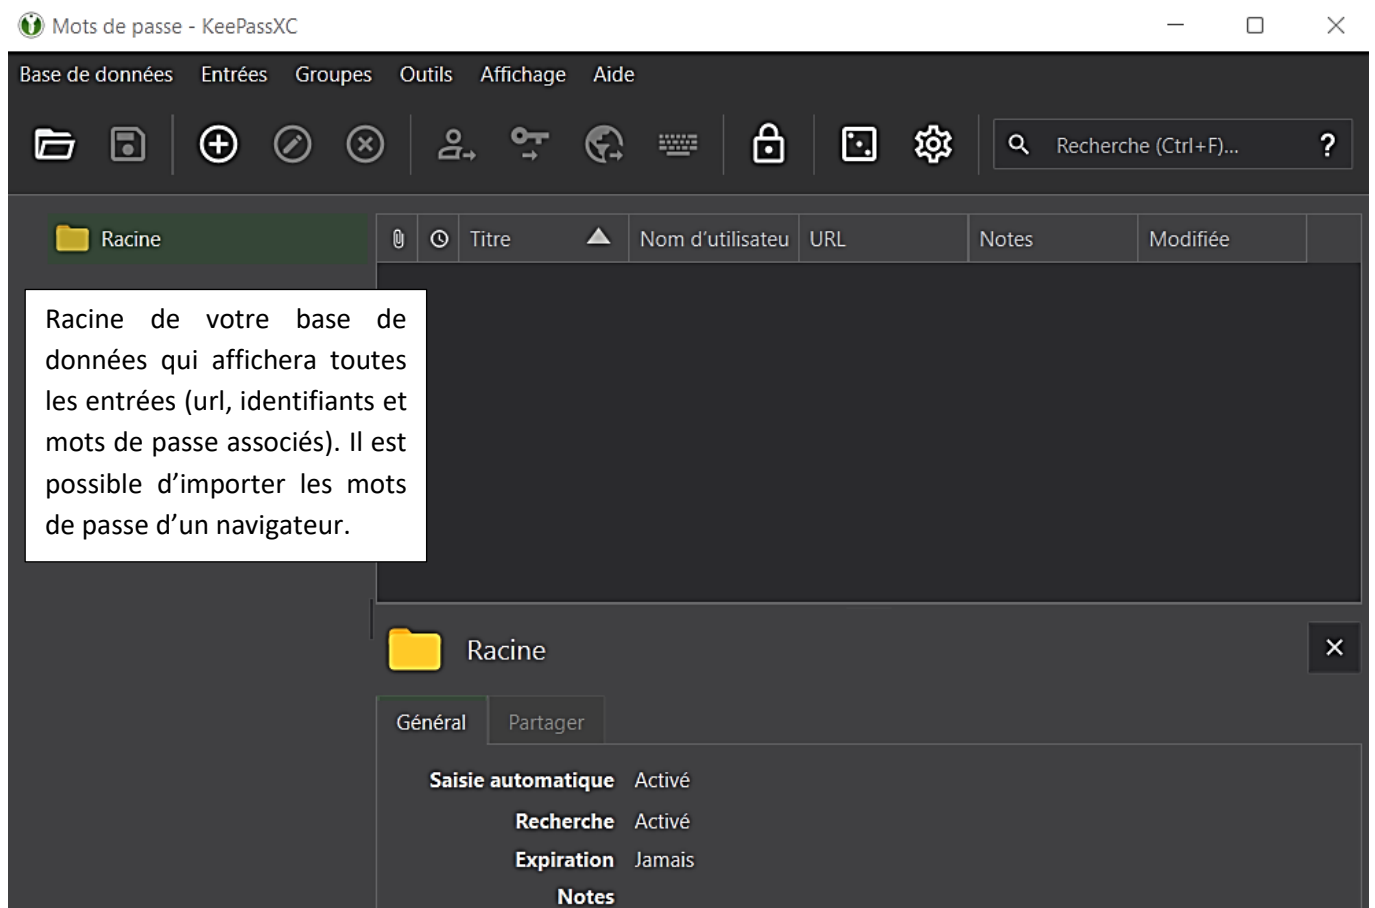 Mots de passe - KeePassXC
Base de données Entrées Groupes Outils Affichage Aide
Recherche (Ctrl+F)... ?
Racine
Titre Nom d'utilisateu URL Notes Modifiée
Racine de votre base de
données qui affichera toutes
les entrées (url, identifiants et
mots de passe associés). Il est
possible d’importer les mots
de passe d’un navigateur.
Racine
Général Partager
Saisie automatique Activé
Recherche Activé
Expiration Jamais
Notes